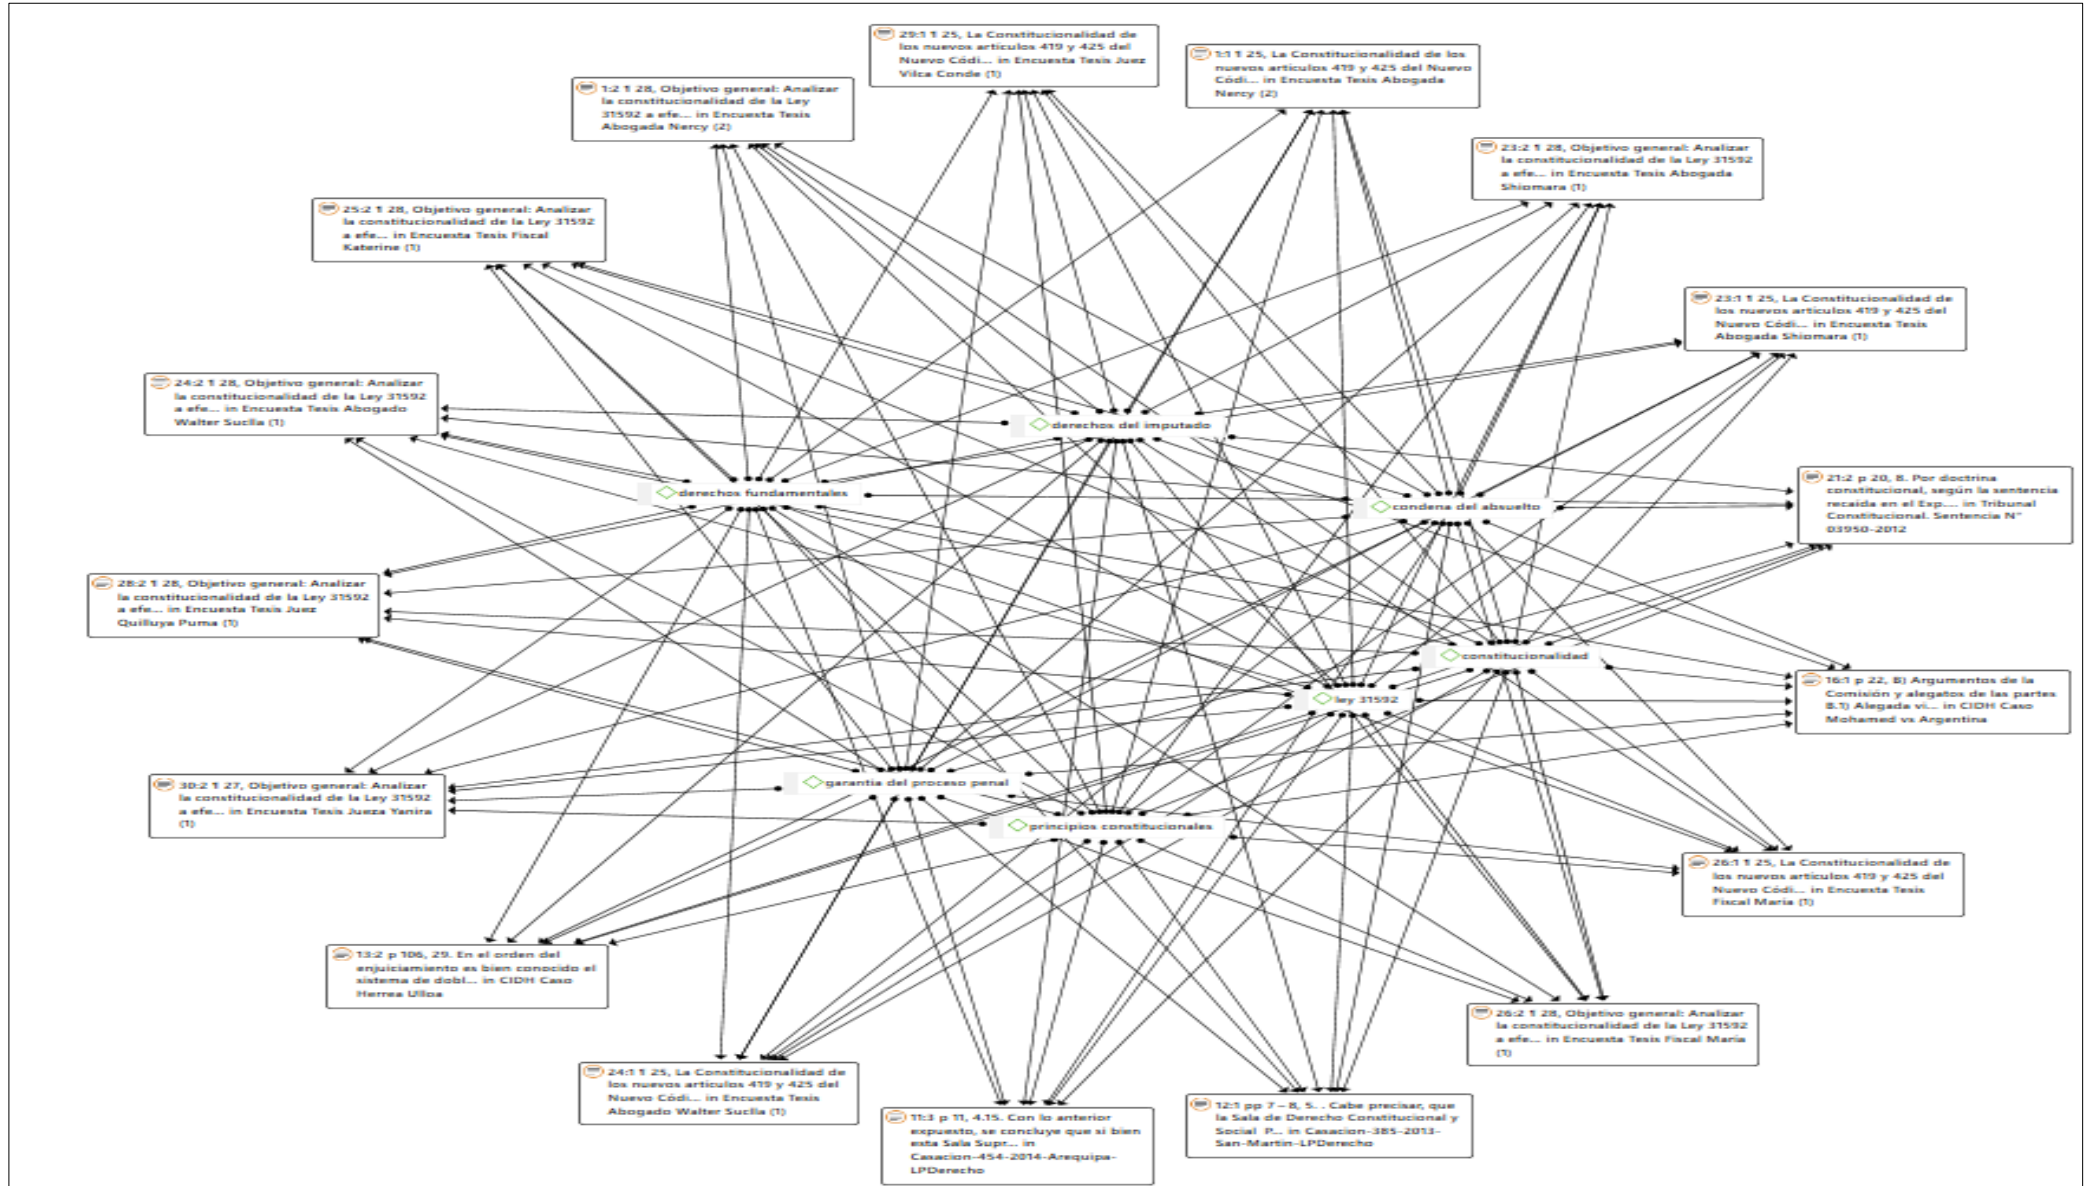 29:1 ¶ 25, La Constitucionalidad de
los nuevos artículos 419 y 425 del
Nuevo Códi... in Encuesta Tesis Juez
Vilca Conde (1)
1:1 ¶ 25, La Constitucionalidad de los
nuevos artículos 419 y 425 del Nuevo
Códi... in Encuesta Tesis Abogada
Nercy (2)
1:2 ¶ 28, Objetivo general: Analizar
la constitucionalidad de la Ley
31592 a efe... in Encuesta Tesis
Abogada Nercy (2)
23:2 ¶ 28, Objetivo general: Analizar
la constitucionalidad de la Ley 31592
a efe... in Encuesta Tesis Abogada
Shiomara (1)
25:2 ¶ 28, Objetivo general: Analizar
la constitucionalidad de la Ley 31592
a efe... in Encuesta Tesis Fiscal
Katerine (1)
23:1 ¶ 25, La Constitucionalidad de
los nuevos artículos 419 y 425 del
Nuevo Códi... in Encuesta Tesis
Abogada Shiomara (1)
24:2 ¶ 28, Objetivo general: Analizar
la constitucionalidad de la Ley 31592
a efe... in Encuesta Tesis Abogado
Walter Suclla (1)
derechos del imputado
derechos fundamentales
condena del absuelto
21:2 p 20, 8. Por doctrina
constitucional, según la sentencia
recaída en el Exp.... in Tribunal
Constitucional. Sentencia N°
03950-2012
28:2 ¶ 28, Objetivo general: Analizar
la constitucionalidad de la Ley 31592
a efe... in Encuesta Tesis Juez
Quilluya Puma (1)
constitucionalidad
ley 31592
16:1 p 22, B) Argumentos de la
Comisión y alegatos de las partes
B.1) Alegada vi... in CIDH Caso
Mohamed vs Argentina
garantía del proceso penal
principios constitucionales
30:2 ¶ 27, Objetivo general: Analizar
la constitucionalidad de la Ley 31592
a efe... in Encuesta Tesis Jueza Yanira
(1)
26:1 ¶ 25, La Constitucionalidad de
los nuevos artículos 419 y 425 del
Nuevo Códi... in Encuesta Tesis
Fiscal María (1)
13:2 p 106, 29. En el orden del
enjuiciamiento es bien conocido el
sistema de dobl... in CIDH Caso
Herrea Ulloa
26:2 ¶ 28, Objetivo general: Analizar
la constitucionalidad de la Ley 31592
a efe... in Encuesta Tesis Fiscal María
(1)
24:1 ¶ 25, La Constitucionalidad de
los nuevos artículos 419 y 425 del
Nuevo Códi... in Encuesta Tesis
Abogado Walter Suclla (1)
11:3 p 11, 4.15. Con lo anterior
expuesto, se concluye que si bien
esta Sala Supr... in
Casacion-454-2014-Arequipa-
LPDerecho
12:1 pp 7 – 8, 5. . Cabe precisar, que
la Sala de Derecho Constitucional y
Social P... in Casacion-385-2013-
San-Martin-LPDerecho